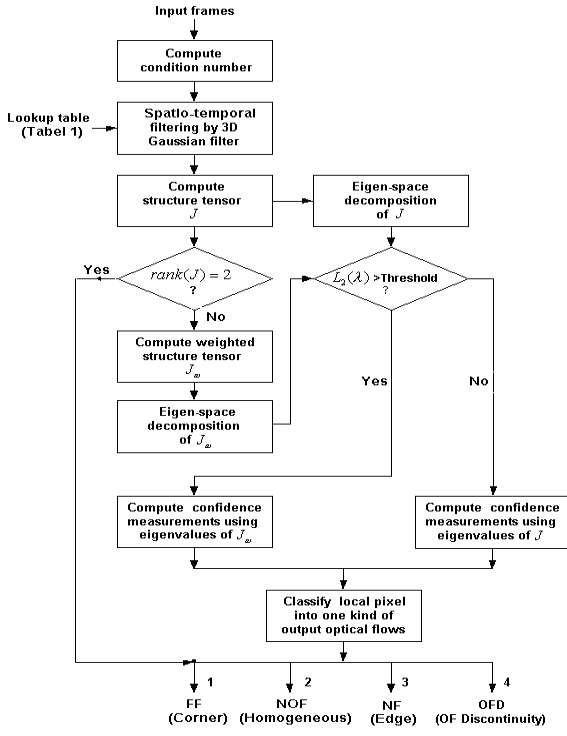 Input frames
Compute
condition number
Lookup table
(Tabel 1)
Spatio-temporal
filtering by 3D
Gaussian filter
Compute
structure tensor
J
Eigen-space
decomposition
of J
Yes
rank(J) = 2
?
L₂(λ) >Threshold
?
No
Compute weighted
structure tensor
J_w
Yes
No
Eigen-space
decomposition
of J_w
Compute confidence
measurements using
eigenvalues of J_w
Compute confidence
measurements using
eigenvalues of J
Classify local pixel
into one kind of
output optical flows
1
2
3
4
FF
(Corner)
NOF
(Homogeneous)
NF
(Edge)
OFD
(OF Discontinuity)